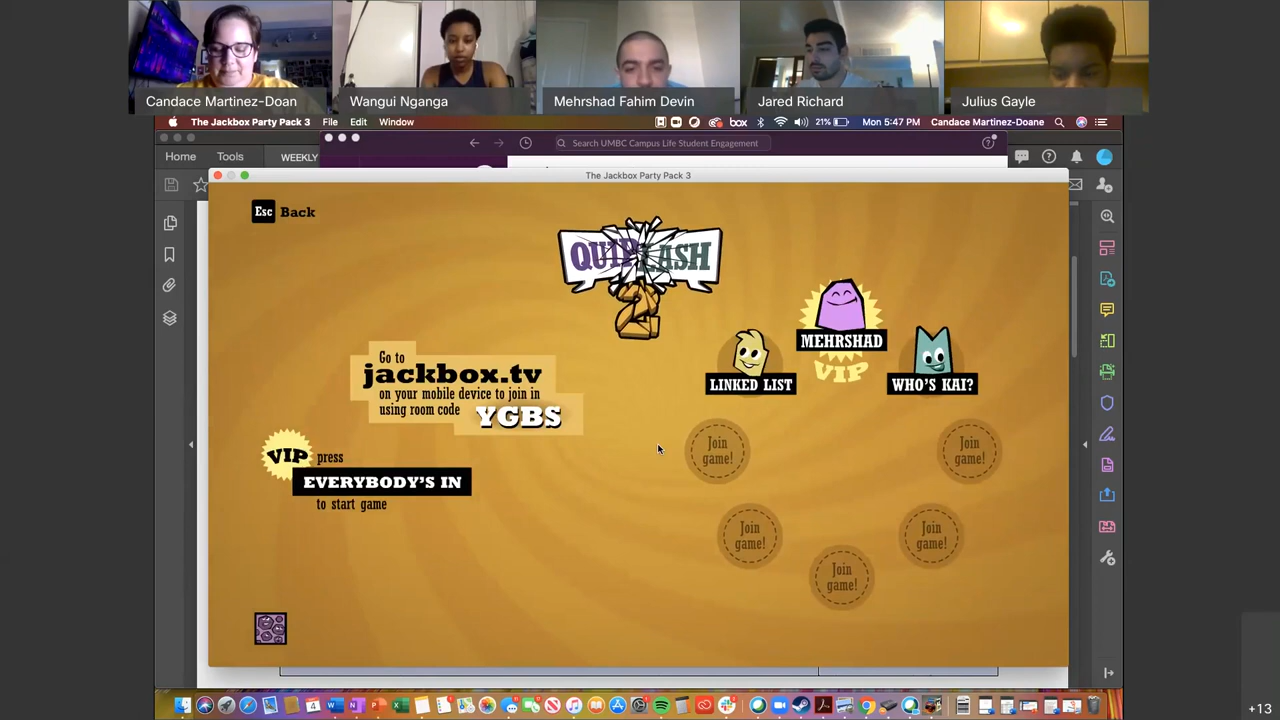 Candace Martinez-Doan
Wangui Nganga
Mehrshad Fahim Devin
Jared Richard
Julius Gayle
The Jackbox Party Pack 3 File Edit Window
box 21% Mon 5:47 PM Candace Martinez-Doane
Search UMBC Campus Life Student Engagement
Home Tools WEEKLY
The Jackbox Party Pack 3
Esc Back
QUIPLASH
2
MEHRSHAD
VIP
LINKED LIST
WHO'S KAI?
Go to
jackbox.tv
on your mobile device to join in
using room code YGBS
VIP press
EVERYBODY'S IN
to start game
Join
game!
Join
game!
Join
game!
Join
game!
Join
game!
+13